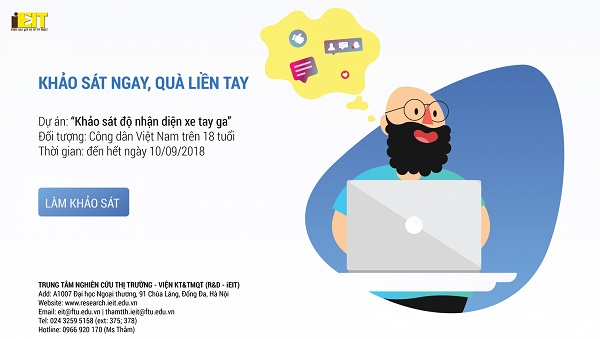 iEIT
KHẢO SÁT NGAY, QUÀ LIỀN TAY
Dự án: “Khảo sát độ nhận diện xe tay ga”
Đối tượng: Công dân Việt Nam trên 18 tuổi
Thời gian: đến hết ngày 10/09/2018
LÀM KHẢO SÁT
TRUNG TÂM NGHIÊN CỨU THỊ TRƯỜNG - VIỆN KT&TMQT (R&D - iEIT)
Add: A1007 Đại học Ngoại thương, 91 Chùa Láng, Đống Đa, Hà Nội
Website: www.research.ieit.edu.vn
Email: eit@ftu.edu.vn | thamtth.ieit@ftu.edu.vn
Tel: 024 3259 5158 (ext: 375; 378)
Hotline: 0966 920 170 (Ms Thắm)